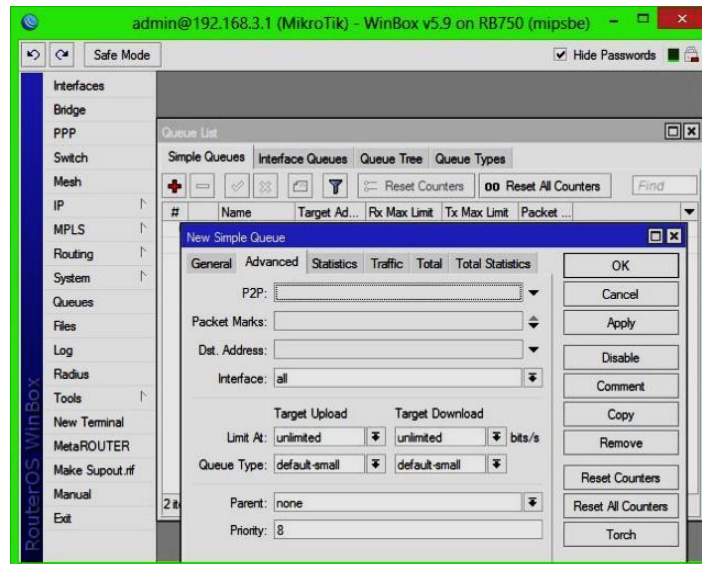 admin@192.168.3.1 (MikroTik) - WinBox v5.9 on RB750 (mipsbe)
Safe Mode
Hide Passwords
RouterOS WinBox
Interfaces
Bridge
PPP
Switch
Mesh
IP
MPLS
Routing
System
Queues
Files
Log
Radius
Tools
New Terminal
MetaROUTER
Make Supout.rif
Manual
Exit
Queue List
Simple Queues Interface Queues Queue Tree Queue Types
Reset Counters 00 Reset All Counters Find
# Name Target Ad... Rx Max Limit Tx Max Limit Packet ...
New Simple Queue
General Advanced Statistics Traffic Total Total Statistics
P2P:
Packet Marks:
Dst. Address:
Interface: all
Target Upload Target Download
Limit At: unlimited unlimited bits/s
Queue Type: default-small default-small
Parent: none
Priority: 8
OK
Cancel
Apply
Disable
Comment
Copy
Remove
Reset Counters
Reset All Counters
Torch